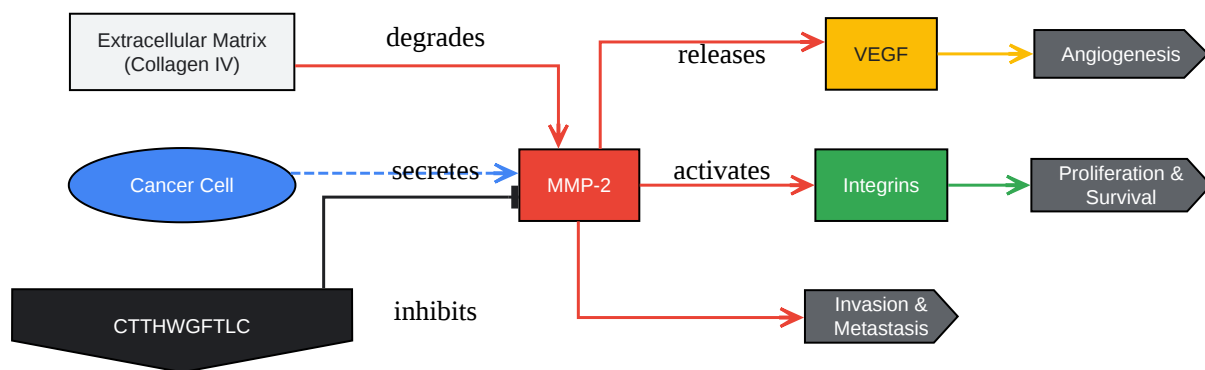 Extracellular Matrix
(Collagen IV)
degrades
releases
VEGF
Angiogenesis
Cancer Cell
secretes
MMP-2
activates
Integrins
Proliferation &
Survival
CTTHWGFTLC
inhibits
Invasion &
Metastasis